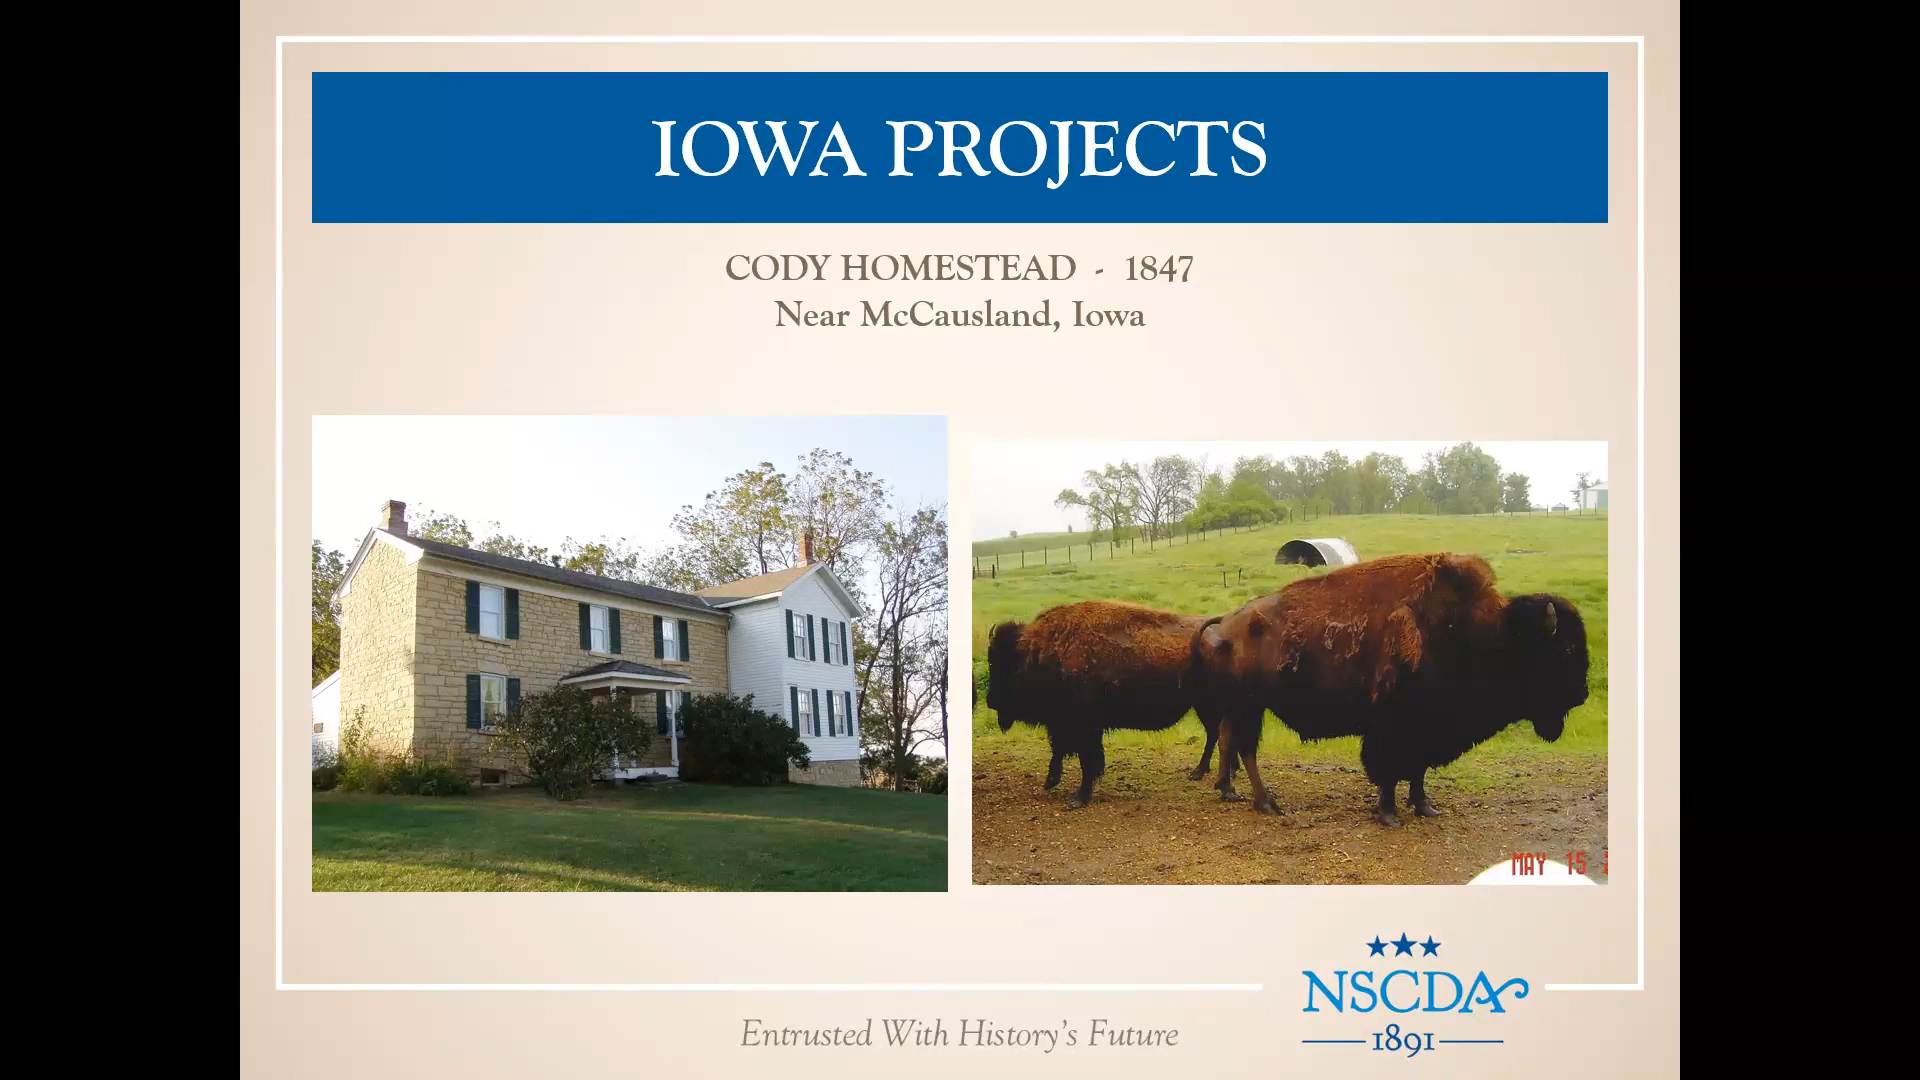 IOWA PROJECTS
CODY HOMESTEAD - 1847
Near McCausland, Iowa
MAY 15
NSCDA
1891
Entrusted With History's Future